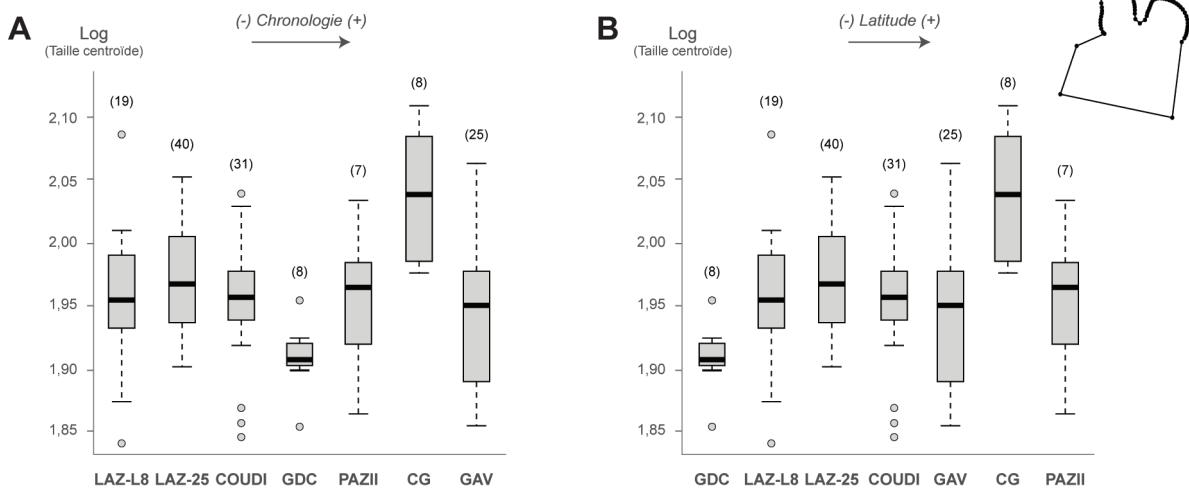 A
Log
(Taille centroïde)
(-) Chronologie (+)
2,10
2,05
2,00
1,95
1,90
1,85
(19)
(40)
(31)
(8)
(7)
(8)
(25)
LAZ-L8 LAZ-25 COUDI GDC PAZII CG GAV
B
Log
(Taille centroïde)
(-) Latitude (+)
2,10
2,05
2,00
1,95
1,90
1,85
(8)
(19)
(40)
(31)
(25)
(8)
(7)
GDC LAZ-L8 LAZ-25 COUDI GAV CG PAZII